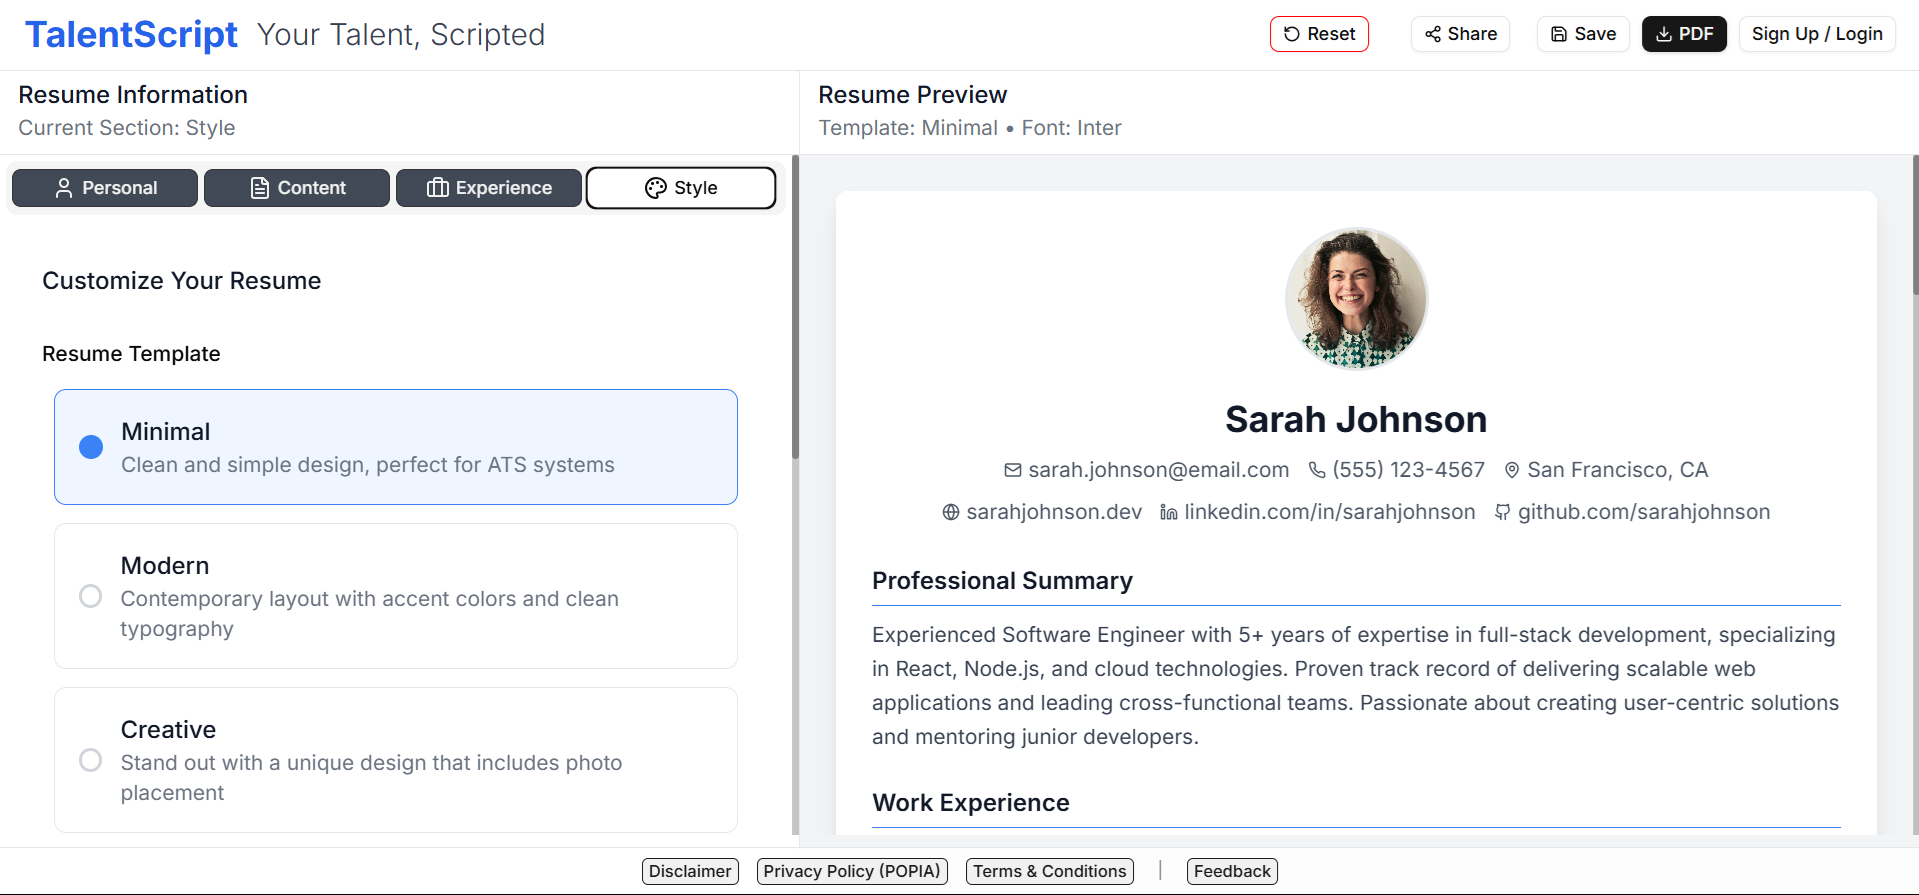 TalentScript Your Talent, Scripted
Reset Share Save PDF Sign Up / Login
Resume Information
Current Section: Style
Personal Content Experience Style
Customize Your Resume
Resume Template
Minimal
Clean and simple design, perfect for ATS systems
Modern
Contemporary layout with accent colors and clean
typography
Creative
Stand out with a unique design that includes photo
placement
Resume Preview
Template: Minimal • Font: Inter
Sarah Johnson
sarah.johnson@email.com (555) 123-4567 San Francisco, CA
sarahjohnson.dev linkedin.com/in/sarahjohnson github.com/sarahjohnson
Professional Summary
Experienced Software Engineer with 5+ years of expertise in full-stack development, specializing
in React, Node.js, and cloud technologies. Proven track record of delivering scalable web
applications and leading cross-functional teams. Passionate about creating user-centric solutions
and mentoring junior developers.
Work Experience
Disclaimer Privacy Policy (POPIA) Terms & Conditions | Feedback